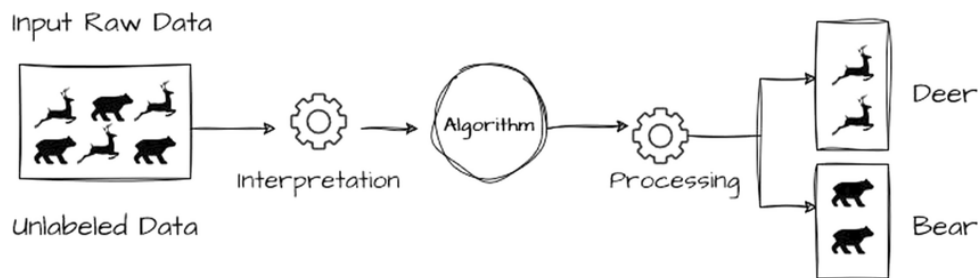 Input Raw Data
Unlabeled Data
Interpretation
Algorithm
Processing
Deer
Bear